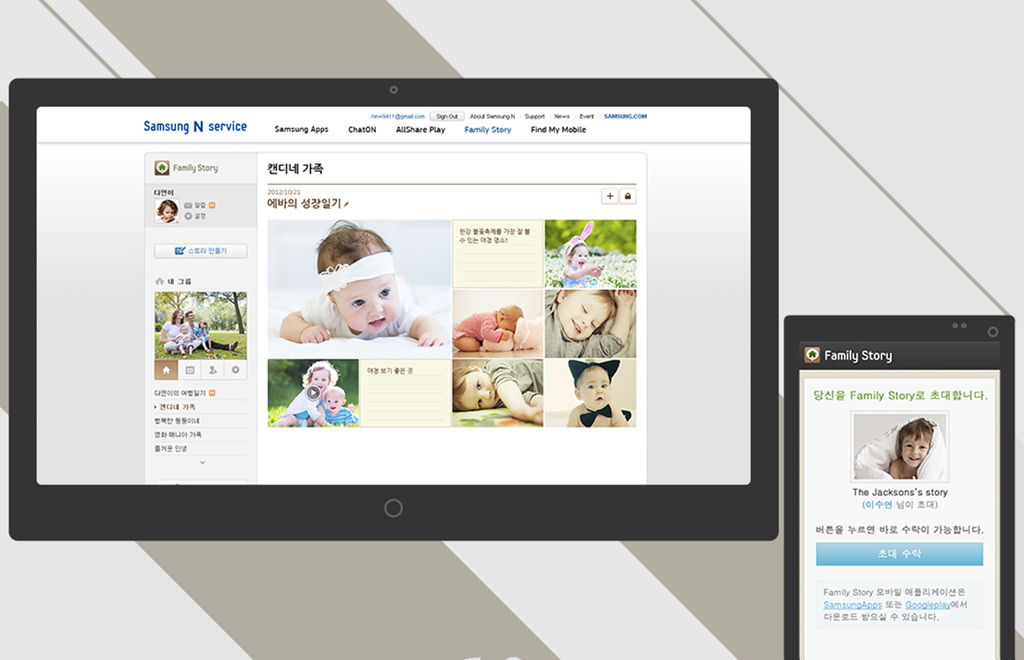 new9411@gmail.com Sign Out About Samsung N Support News Event SAMSUNG.COM
Samsung N service
Samsung Apps ChatON AllShare Play Family Story Find My Mobile
Family Story
다연이
알림 N
설정
스토리 만들기
내 그룹
다연이의 여행일기 N
캔디네 가족
행복한 동동이네
영화 매니아 가족
즐거운 인생
캔디네 가족
2012/10/21
에바의 성장일기
한강 불꽃축제를 가장 잘 볼
수 있는 야경 명소!
야경 보기 좋은 곳
Family Story
당신을 Family Story로 초대합니다.
The Jacksons's story
(이수연 님이 초대)
버튼을 누르면 바로 수락이 가능합니다.
초대 수락
Family Story 모바일 애플리케이션은
SamsungApps 또는 Googleplay에서
다운로드 받으실 수 있습니다.